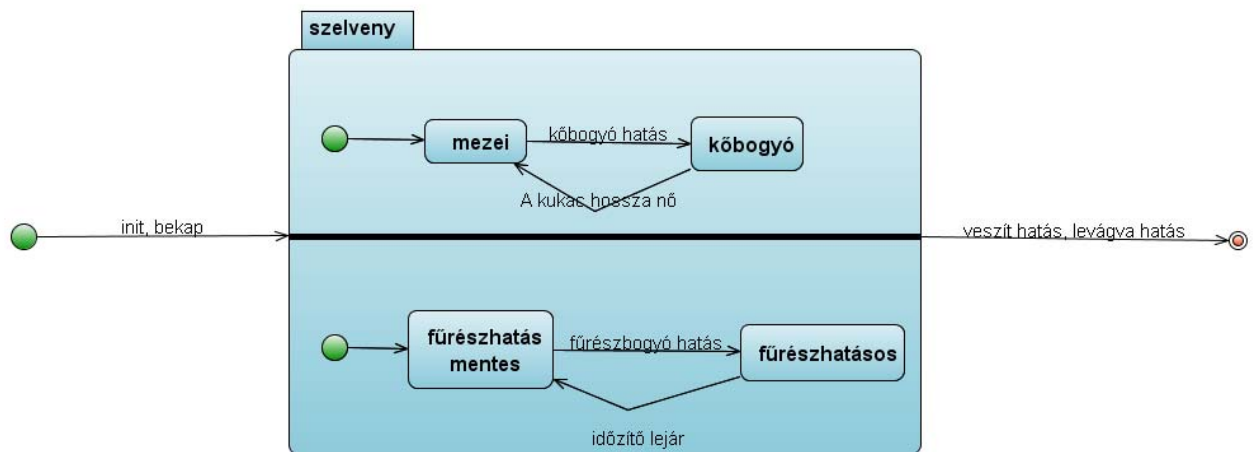 szelveny
mezei
kőbogyó hatás
kőbogyó
A kukac hossza nő
init, bekap
veszít hatás, levágva hatás
fűrészhatás
mentes
fűrészbogyó hatás
fűrészhatásos
időzítő lejár